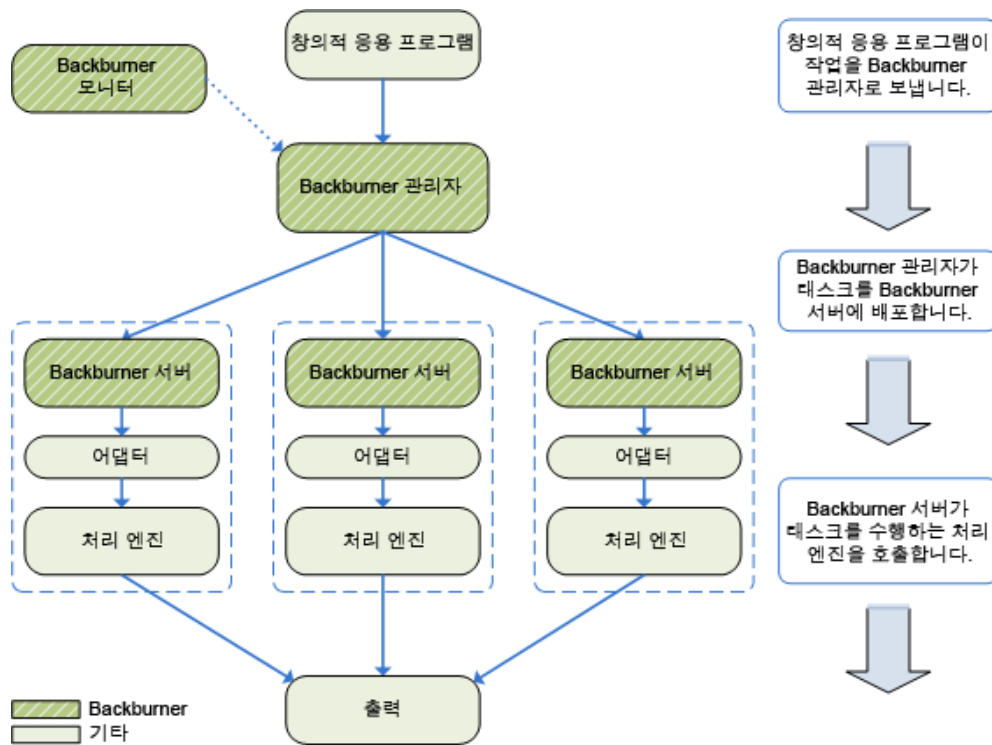 창의적 응용 프로그램
Backburner
모니터
Backburner 관리자
Backburner 서버
Backburner 서버
Backburner 서버
어댑터
어댑터
어댑터
처리 엔진
처리 엔진
처리 엔진
출력
Backburner
기타
창의적 응용 프로그램이
작업을 Backburner
관리자로 보냅니다.
Backburner 관리자가
태스크를 Backburner
서버에 배포합니다.
Backburner 서버가
태스크를 수행하는 처리
엔진을 호출합니다.